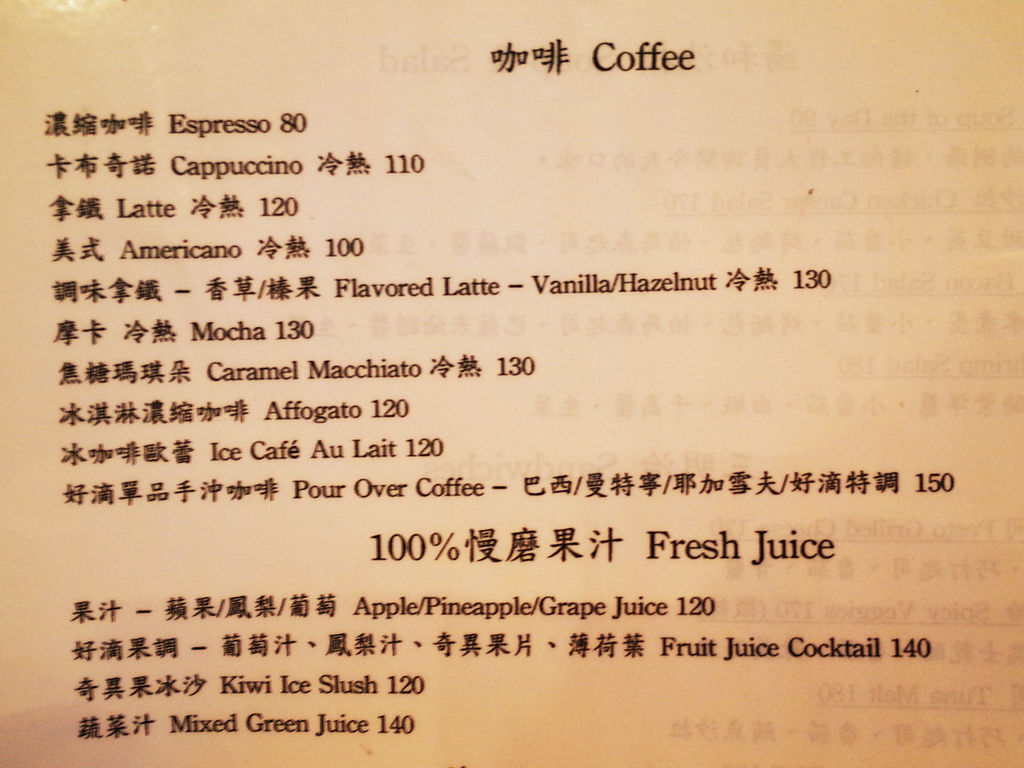 咖啡 Coffee
濃縮咖啡 Espresso 80
卡布奇諾 Cappuccino 冷熱 110
拿鐵 Latte 冷熱 120
美式 Americano 冷熱 100
調味拿鐵 – 香草/榛果 Flavored Latte – Vanilla/Hazelnut 冷熱 130
摩卡 冷熱 Mocha 130
焦糖瑪琪朵 Caramel Macchiato 冷熱 130
冰淇淋濃縮咖啡 Affogato 120
冰咖啡歐蕾 Ice Café Au Lait 120
好滴單品手沖咖啡 Pour Over Coffee – 巴西/曼特寧/耶加雪夫/好滴特調 150
100%慢磨果汁 Fresh Juice
果汁 – 蘋果/鳳梨/葡萄 Apple/Pineapple/Grape Juice 120
好滴果調 – 葡萄汁、鳳梨汁、奇異果片、薄荷葉 Fruit Juice Cocktail 140
奇異果冰沙 Kiwi Ice Slush 120
蔬菜汁 Mixed Green Juice 140